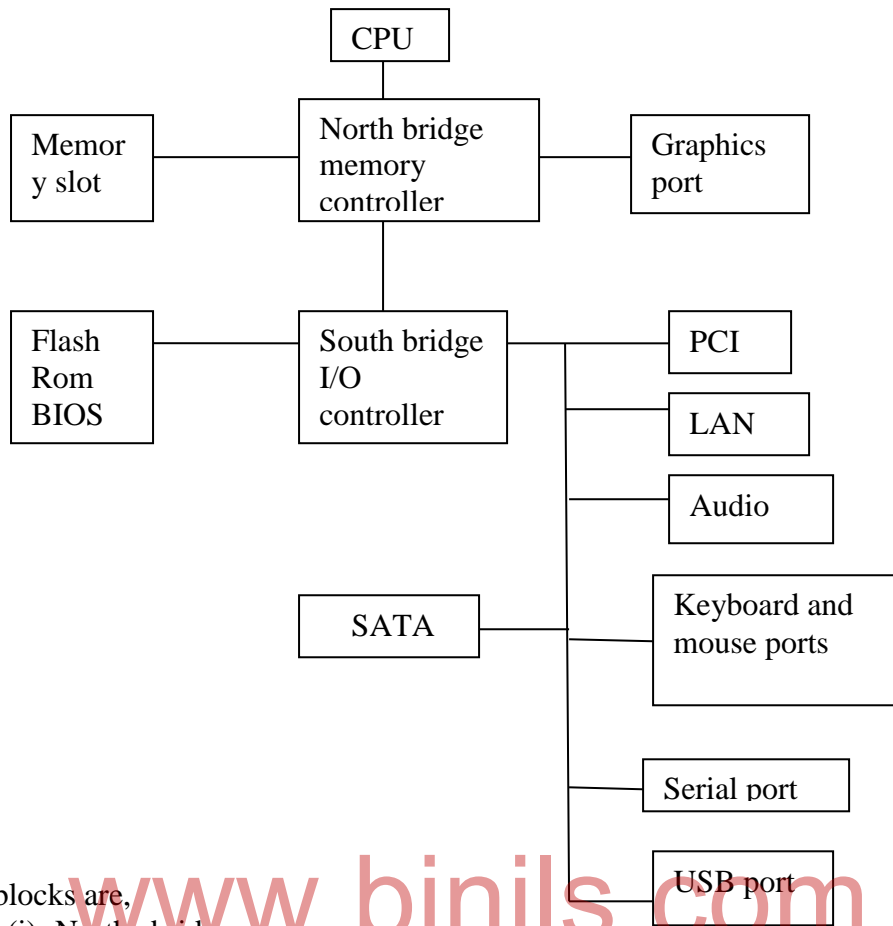 CPU
Memor
y slot
North bridge
memory
controller
Graphics
port
Flash
Rom
BIOS
South bridge
I/O
controller
PCI
LAN
Audio
SATA
Keyboard and
mouse ports
Serial port
USB port
blocks are,
www binils com